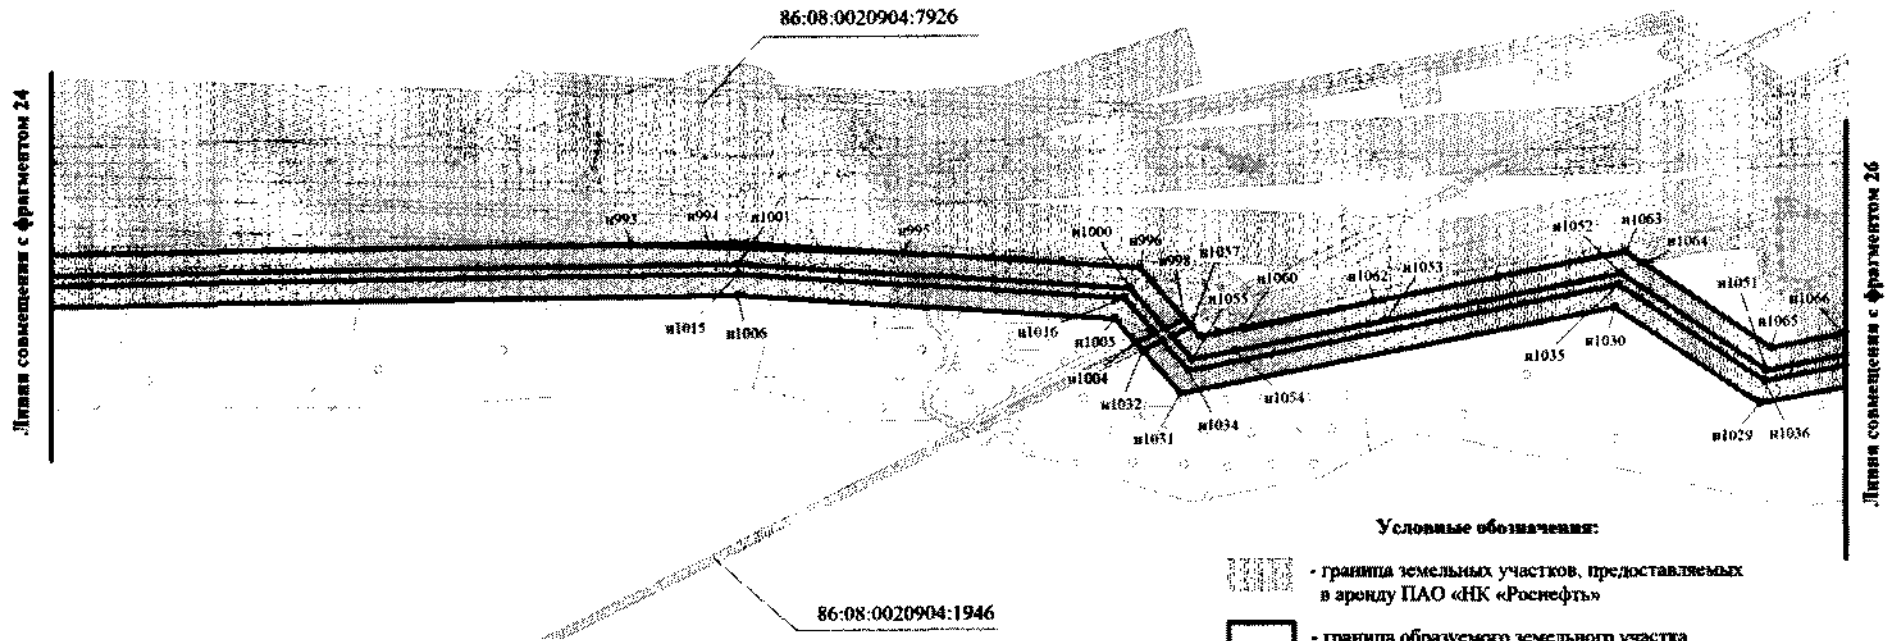 86:08:0020904:7926
Линия совмещения с фрагментом 24
Линия совмещения с фрагментом 26
н993
н994
н1001
н995
н1000
н996
н998
н1057
н1055
н1060
н1062
н1053
н1052
н1063
н1064
н1051
н1065
н1066
н1015
н1006
н1016
н1005
н1004
н1032
н1031
н1034
н1054
н1035
н1030
н1029
н1036
86:08:0020904:1946
Условные обозначения:
- граница земельных участков, предоставляемых
в аренду ПАО «НК «Роснефть»
- граница образуемого земельного участка